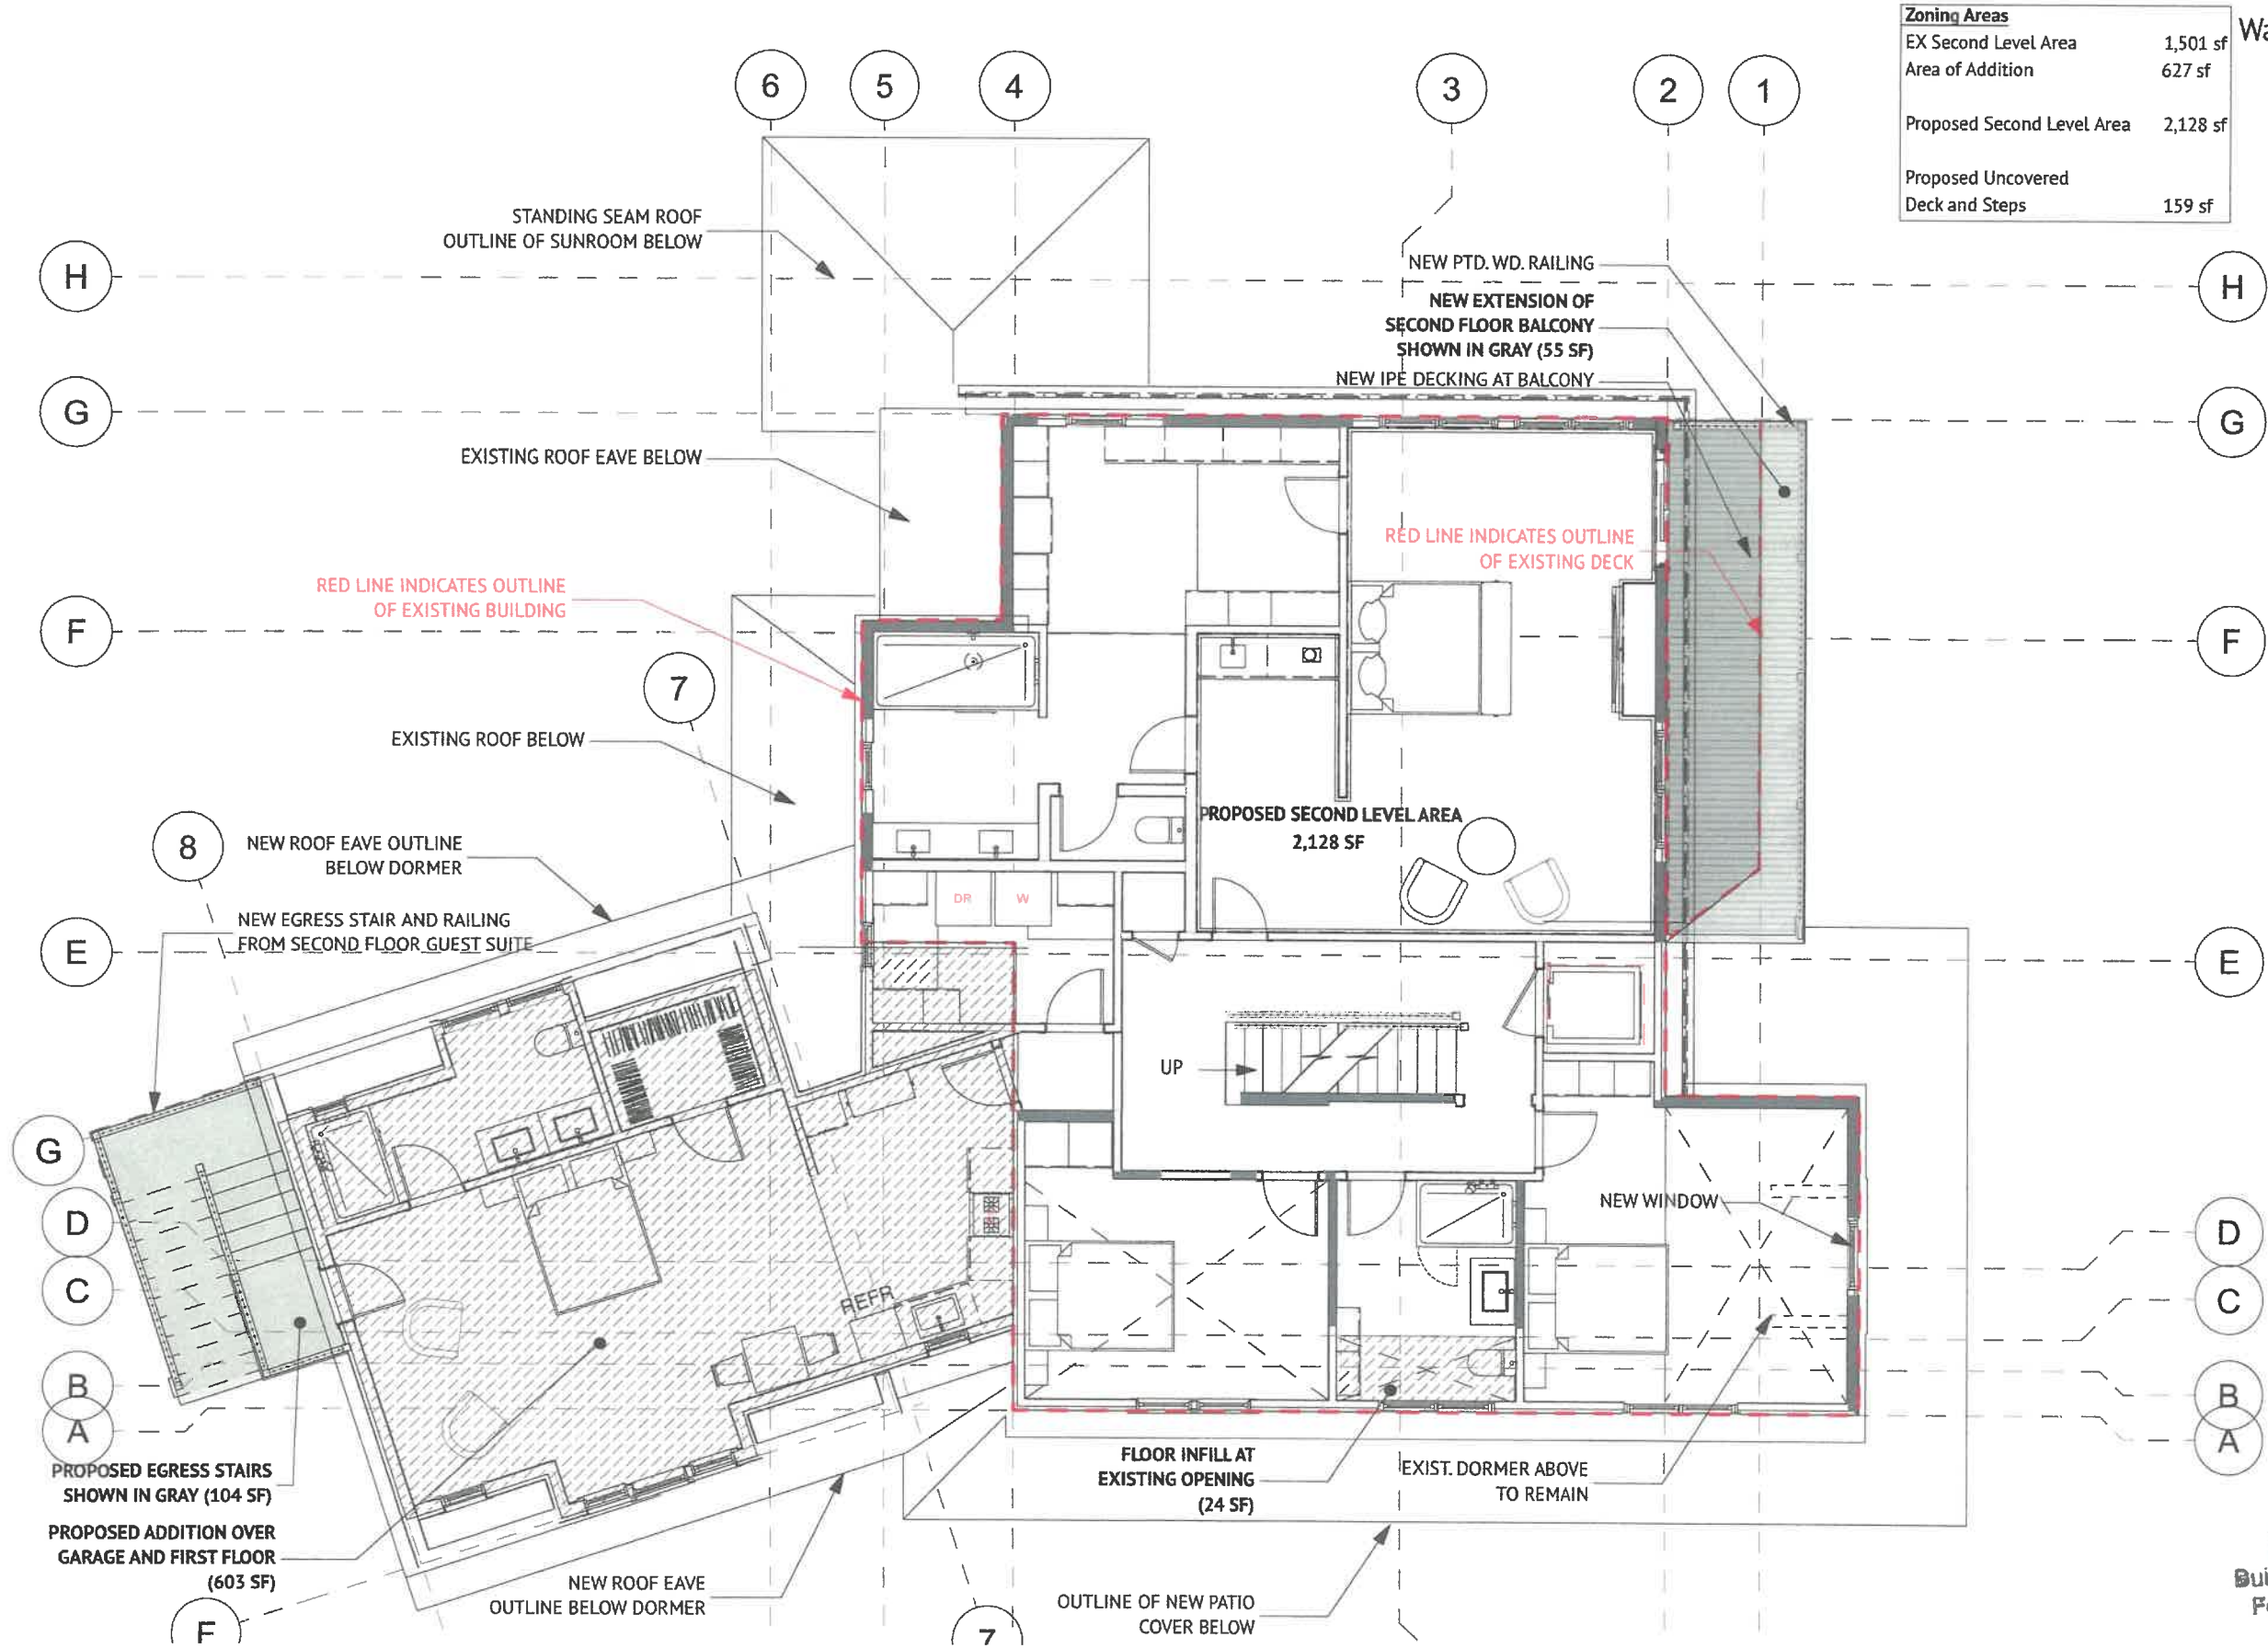 Zoning Areas
EX Second Level Area 1,501 sf
Area of Addition 627 sf
Proposed Second Level Area 2,128 sf
Proposed Uncovered
Deck and Steps 159 sf
6
5
4
3
2
1
STANDING SEAM ROOF
OUTLINE OF SUNROOM BELOW
H
NEW PTD. WD. RAILING
H
NEW EXTENSION OF
SECOND FLOOR BALCONY
SHOWN IN GRAY (55 SF)
NEW IPE DECKING AT BALCONY
G
G
EXISTING ROOF EAVE BELOW
RED LINE INDICATES OUTLINE
OF EXISTING DECK
RED LINE INDICATES OUTLINE
OF EXISTING BUILDING
F
F
7
EXISTING ROOF BELOW
PROPOSED SECOND LEVEL AREA
2,128 SF
8
NEW ROOF EAVE OUTLINE
BELOW DORMER
DR
W
NEW EGRESS STAIR AND RAILING
FROM SECOND FLOOR GUEST SUITE
E
E
UP
G
NEW WINDOW
D
D
C
C
REFR
B
B
A
A
PROPOSED EGRESS STAIRS
SHOWN IN GRAY (104 SF)
FLOOR INFILL AT
EXISTING OPENING
(24 SF)
EXIST. DORMER ABOVE
TO REMAIN
PROPOSED ADDITION OVER
GARAGE AND FIRST FLOOR
(603 SF)
NEW ROOF EAVE
OUTLINE BELOW DORMER
OUTLINE OF NEW PATIO
COVER BELOW
F
7